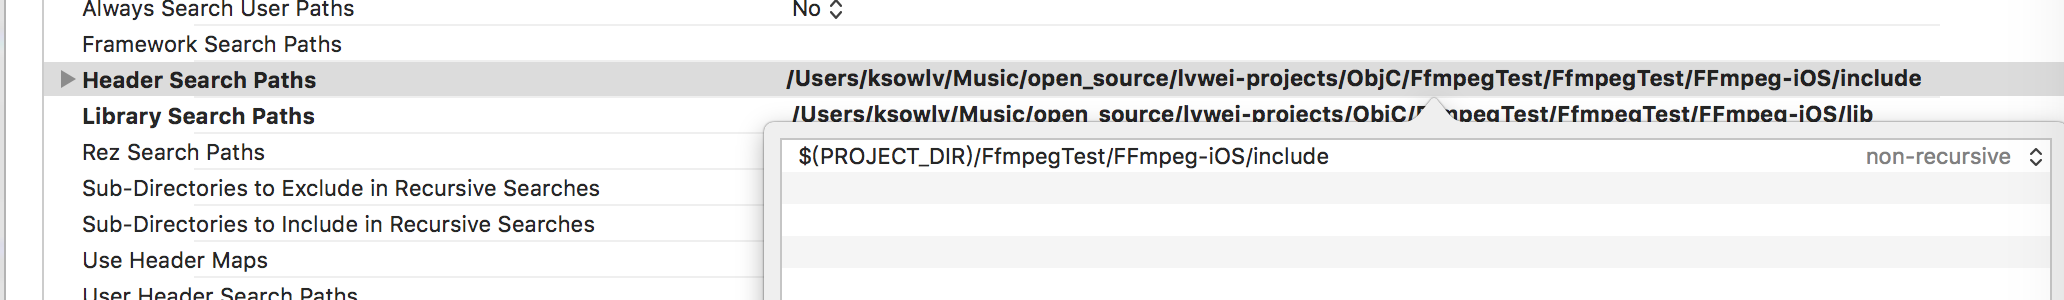 Always Search User Paths No
Framework Search Paths
Header Search Paths /Users/ksowlv/Music/open_source/lvwei-projects/ObjC/FfmpegTest/FfmpegTest/FFmpeg-iOS/include
Library Search Paths /Users/ksowlv/Music/open_source/lvwei-projects/ObjC/FfmpegTest/FfmpegTest/FFmpeg-iOS/lib
Rez Search Paths
$(PROJECT_DIR)/FfmpegTest/FFmpeg-iOS/include non-recursive
Sub-Directories to Exclude in Recursive Searches
Sub-Directories to Include in Recursive Searches
Use Header Maps
User Header Search Paths